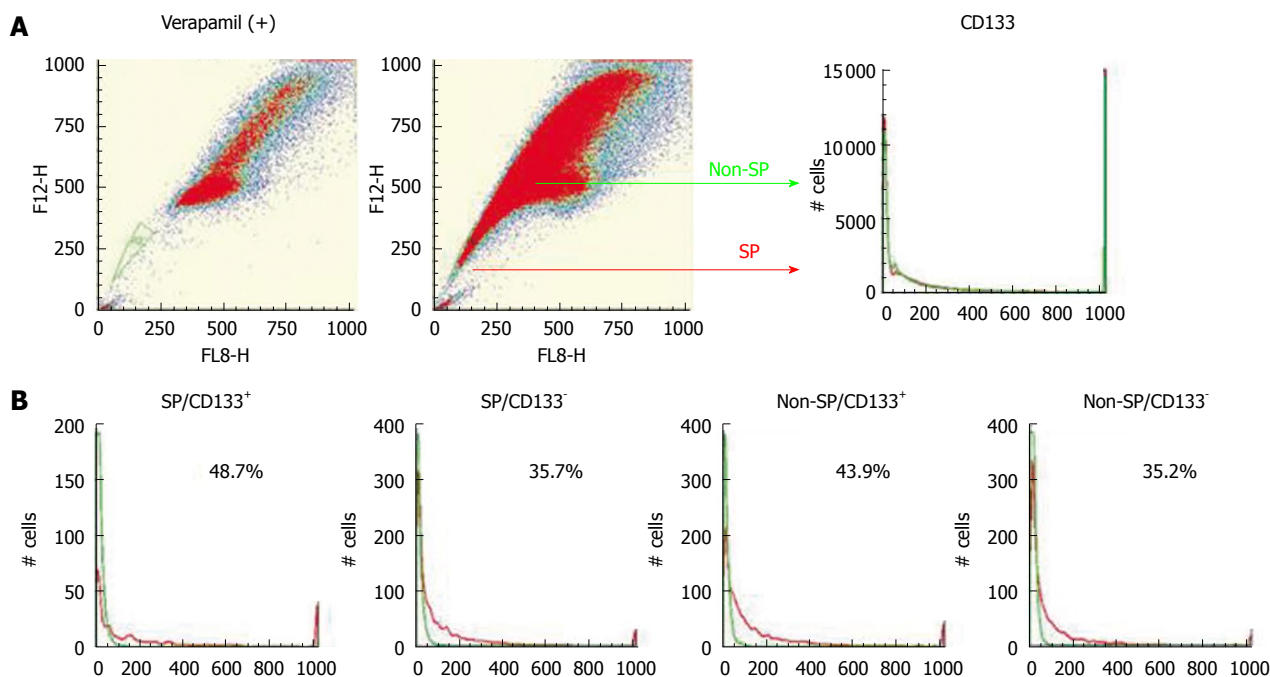 A
Verapamil (+)
CD133
1000
750
500
250
0
F12-H
0 250 500 750 1000
FL8-H
1000
750
500
250
0
F12-H
0 250 500 750 1000
FL8-H
Non-SP
SP
15000
10000
5000
0
# cells
0 200 400 600 800 1000
B
SP/CD133+
48.7%
200
150
100
50
0
# cells
0 200 400 600 800 1000
SP/CD133-
35.7%
400
300
200
100
0
# cells
0 200 400 600 800 1000
Non-SP/CD133+
43.9%
400
300
200
100
0
# cells
0 200 400 600 800 1000
Non-SP/CD133-
35.2%
400
300
200
100
0
# cells
0 200 400 600 800 1000